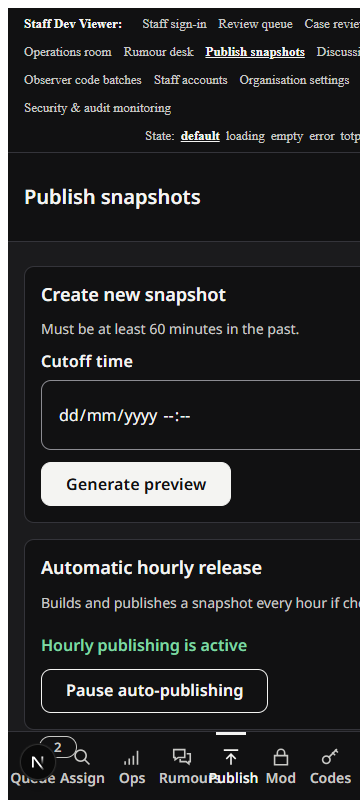 Staff Dev Viewer: Staff sign-in Review queue Case revie
Operations room Rumour desk Publish snapshots Discussi
Observer code batches Staff accounts Organisation settings
Security & audit monitoring
State: default loading empty error totp
Publish snapshots
Create new snapshot
Must be at least 60 minutes in the past.
Cutoff time
dd/mm/yyyy --:--
Generate preview
Automatic hourly release
Builds and publishes a snapshot every hour if che
Hourly publishing is active
Pause auto-publishing
N 2
Queue Assign Ops Rumours Publish Mod Codes